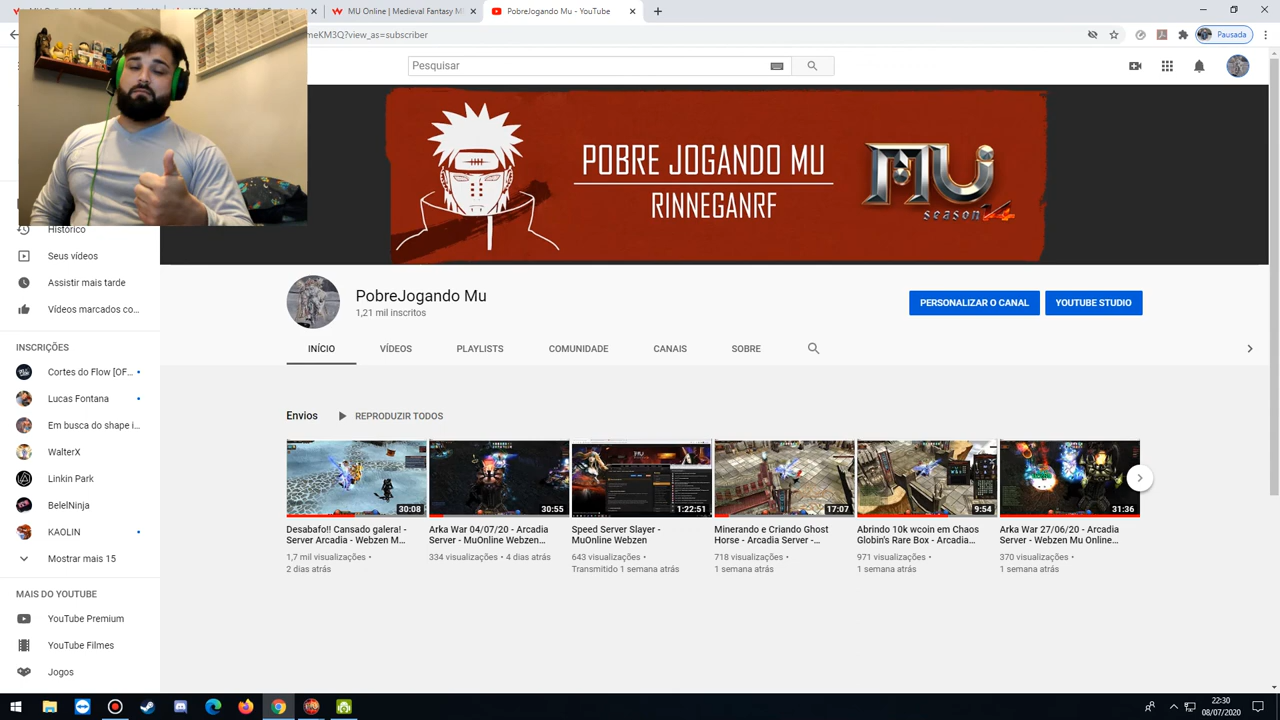 MU Online | Medieval Fantasy M
PobreJogando Mu - YouTube
meKM3Q?view_as=subscriber
Pausada
Pesquisar
POBRE JOGANDO MU
RINNEGANRF
MU
season 14
Histórico
Seus vídeos
Assistir mais tarde
Vídeos marcados co...
INSCRIÇÕES
Cortes do Flow [OF...
Lucas Fontana
Em busca do shape i...
WalterX
Linkin Park
BelelNinja
KAOLIN
Mostrar mais 15
MAIS DO YOUTUBE
YouTube Premium
YouTube Filmes
Jogos
PobreJogando Mu
1,21 mil inscritos
PERSONALIZAR O CANAL
YOUTUBE STUDIO
INÍCIO
VÍDEOS
PLAYLISTS
COMUNIDADE
CANAIS
SOBRE
Envios
REPRODUZIR TODOS
30:08
Desabafo!! Cansado galera! -
Server Arcadia - Webzen M...
1,7 mil visualizações •
2 dias atrás
30:55
Arka War 04/07/20 - Arcadia
Server - MuOnline Webzen...
334 visualizações • 4 dias atrás
1:22:51
Speed Server Slayer -
MuOnline Webzen
643 visualizações •
Transmitido 1 semana atrás
17:07
Minerando e Criando Ghost
Horse - Arcadia Server -...
718 visualizações •
1 semana atrás
9:54
Abrindo 10k wcoin em Chaos
Globin's Rare Box - Arcadia...
971 visualizações •
1 semana atrás
31:36
Arka War 27/06/20 - Arcadia
Server - Webzen Mu Online...
370 visualizações •
1 semana atrás
22:30
08/07/2020